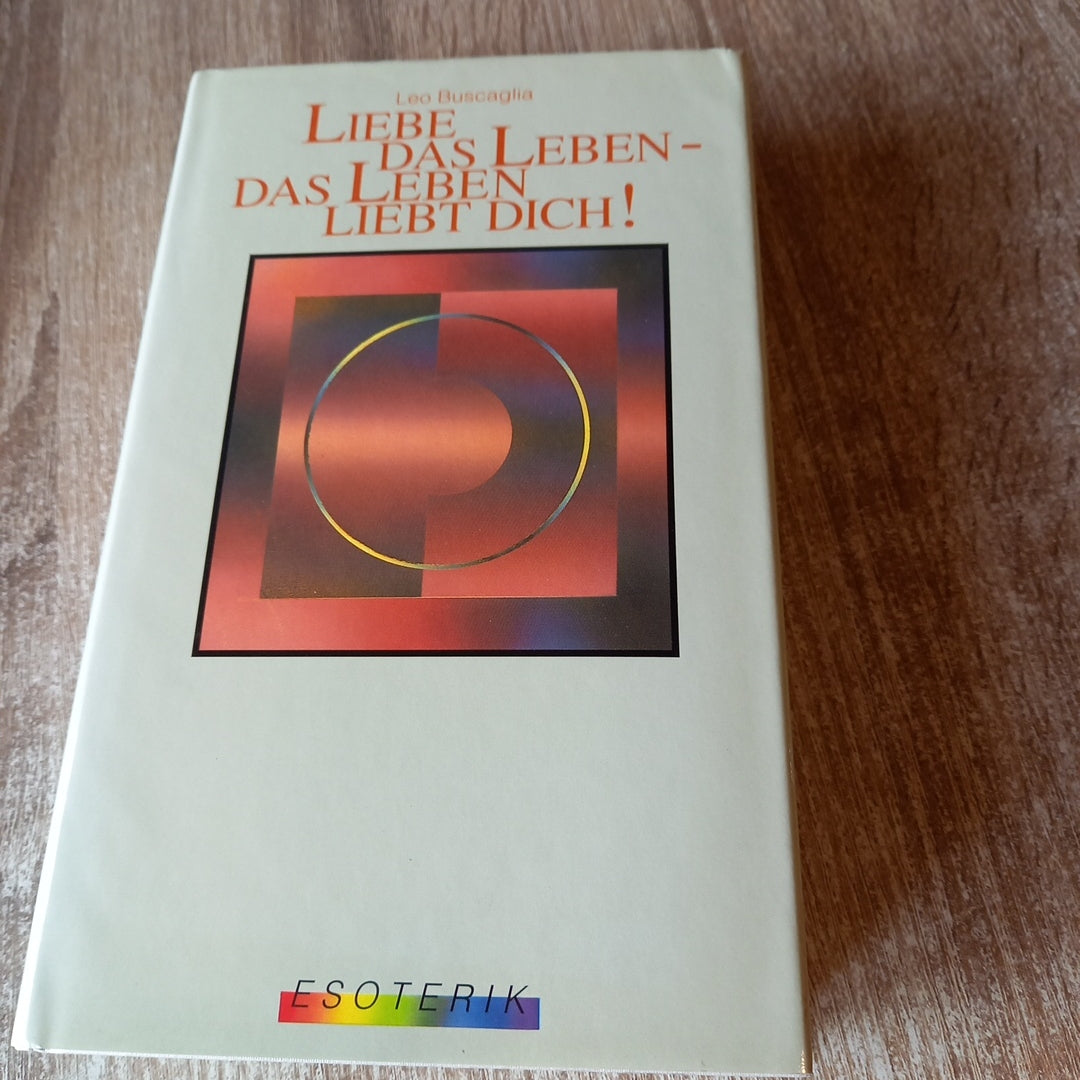 Leo Buscaglia
LIEBE
DAS LEBEN -
DAS LEBEN
LIEBT DICH!
ESOTERIK